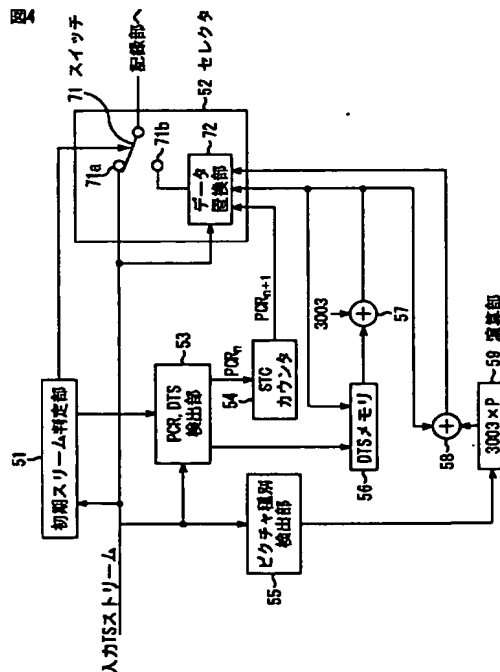 図4
入力TSストリーム
51
初期スリーム判定部
PCR, DTS
検出部
53
PCRn
54
STC
カウンタ
PCRn+1
ピクチャ種別
検出部
55
DTSメモリ
56
3003
57
58
3003×P
59 演算部
71 スイッチ
71a
71b
記録部へ
52 セレクタ
72
データ
置換部